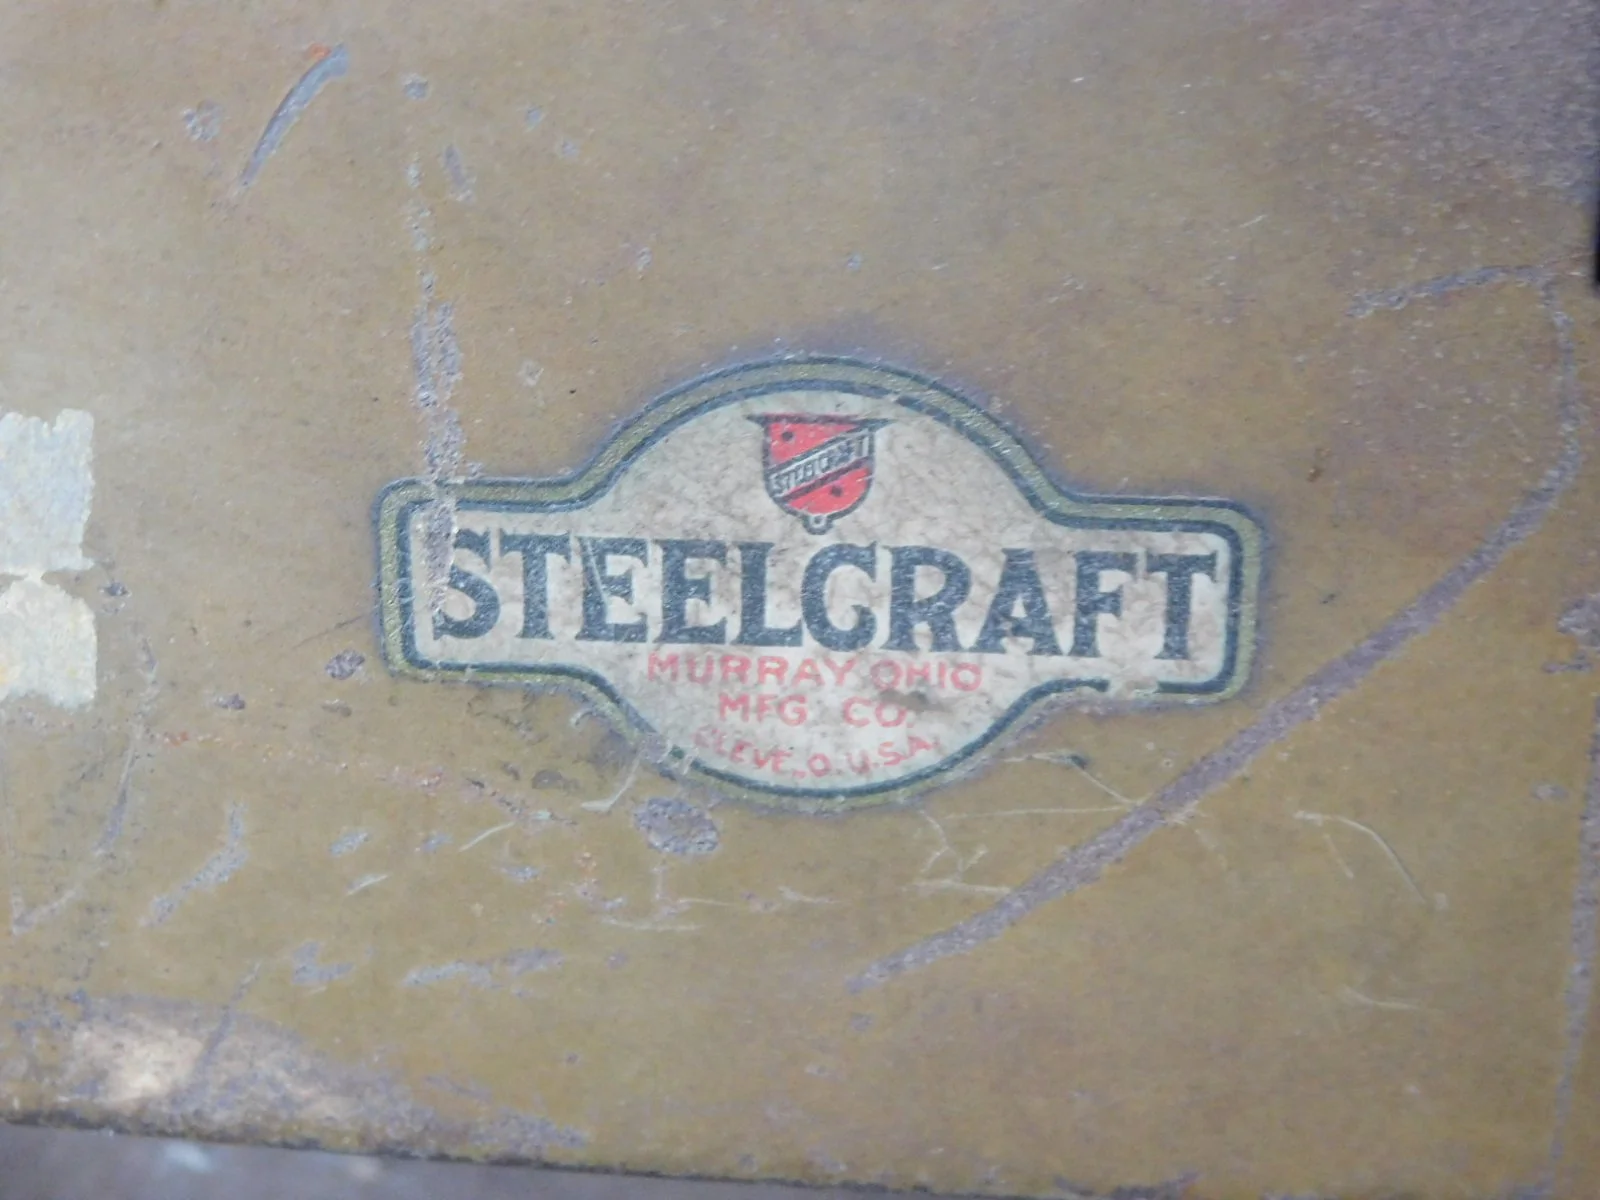 STEELCRAFT
STEELCRAFT
MURRAY OHIO
MFG CO.
CLEVE., O. U.S.A.